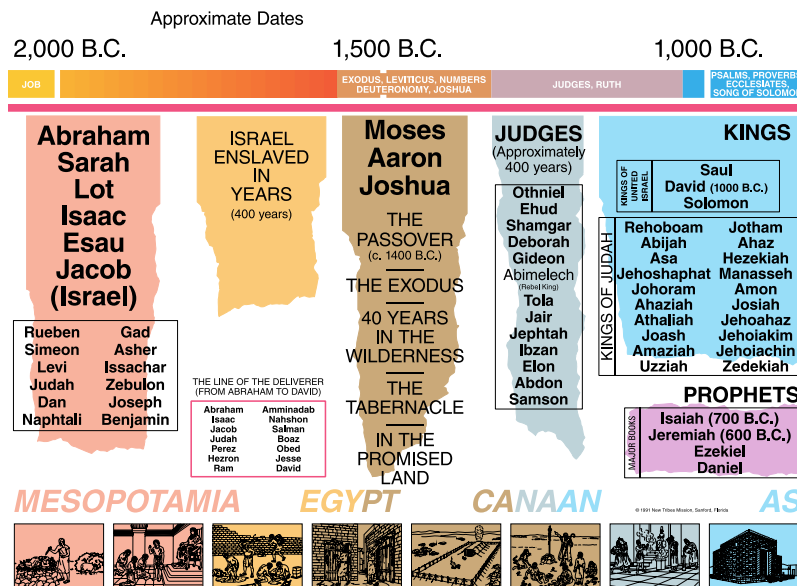 Approximate Dates
2,000 B.C.
1,500 B.C.
1,000 B.C.
JOB
EXODUS, LEVITICUS, NUMBERS
DEUTERONOMY, JOSHUA
JUDGES, RUTH
PSALMS, PROVERBS
ECCLESIATES,
SONG OF SOLOMO
Abraham
Sarah
Lot
Isaac
Esau
Jacob
(Israel)
Rueben Gad
Simeon Asher
Levi Issachar
Judah Zebulon
Dan Joseph
Naphtali Benjamin
ISRAEL
ENSLAVED
IN
YEARS
(400 years)
THE LINE OF THE DELIVERER
(FROM ABRAHAM TO DAVID)
Abraham Amminadab
Isaac Nahshon
Jacob Salman
Judah Boaz
Perez Obed
Hezron Jesse
Ram David
Moses
Aaron
Joshua
THE
PASSOVER
(c. 1400 B.C.)
THE EXODUS
40 YEARS
IN THE
WILDERNESS
THE
TABERNACLE
IN THE
PROMISED
LAND
JUDGES
(Approximately
400 years)
Othniel
Ehud
Shamgar
Deborah
Gideon
Abimelech
(Rebel King)
Tola
Jair
Jephtah
Ibzan
Elon
Abdon
Samson
KINGS
KINGS OF
UNITED
ISRAEL
Saul
David (1000 B.C.)
Solomon
KINGS OF JUDAH
Rehoboam Jotham
Abijah Ahaz
Asa Hezekiah
Jehoshaphat Manasseh
Johoram Amon
Ahaziah Josiah
Athaliah Jehoahaz
Joash Jehoiakim
Amaziah Jehoiachin
Uzziah Zedekiah
PROPHETS
MAJOR BOOKS
Isaiah (700 B.C.)
Jeremiah (600 B.C.)
Ezekiel
Daniel
MESOPOTAMIA EGYPT CANAAN AS
© 1991 New Tribes Mission, Sanford, Florida